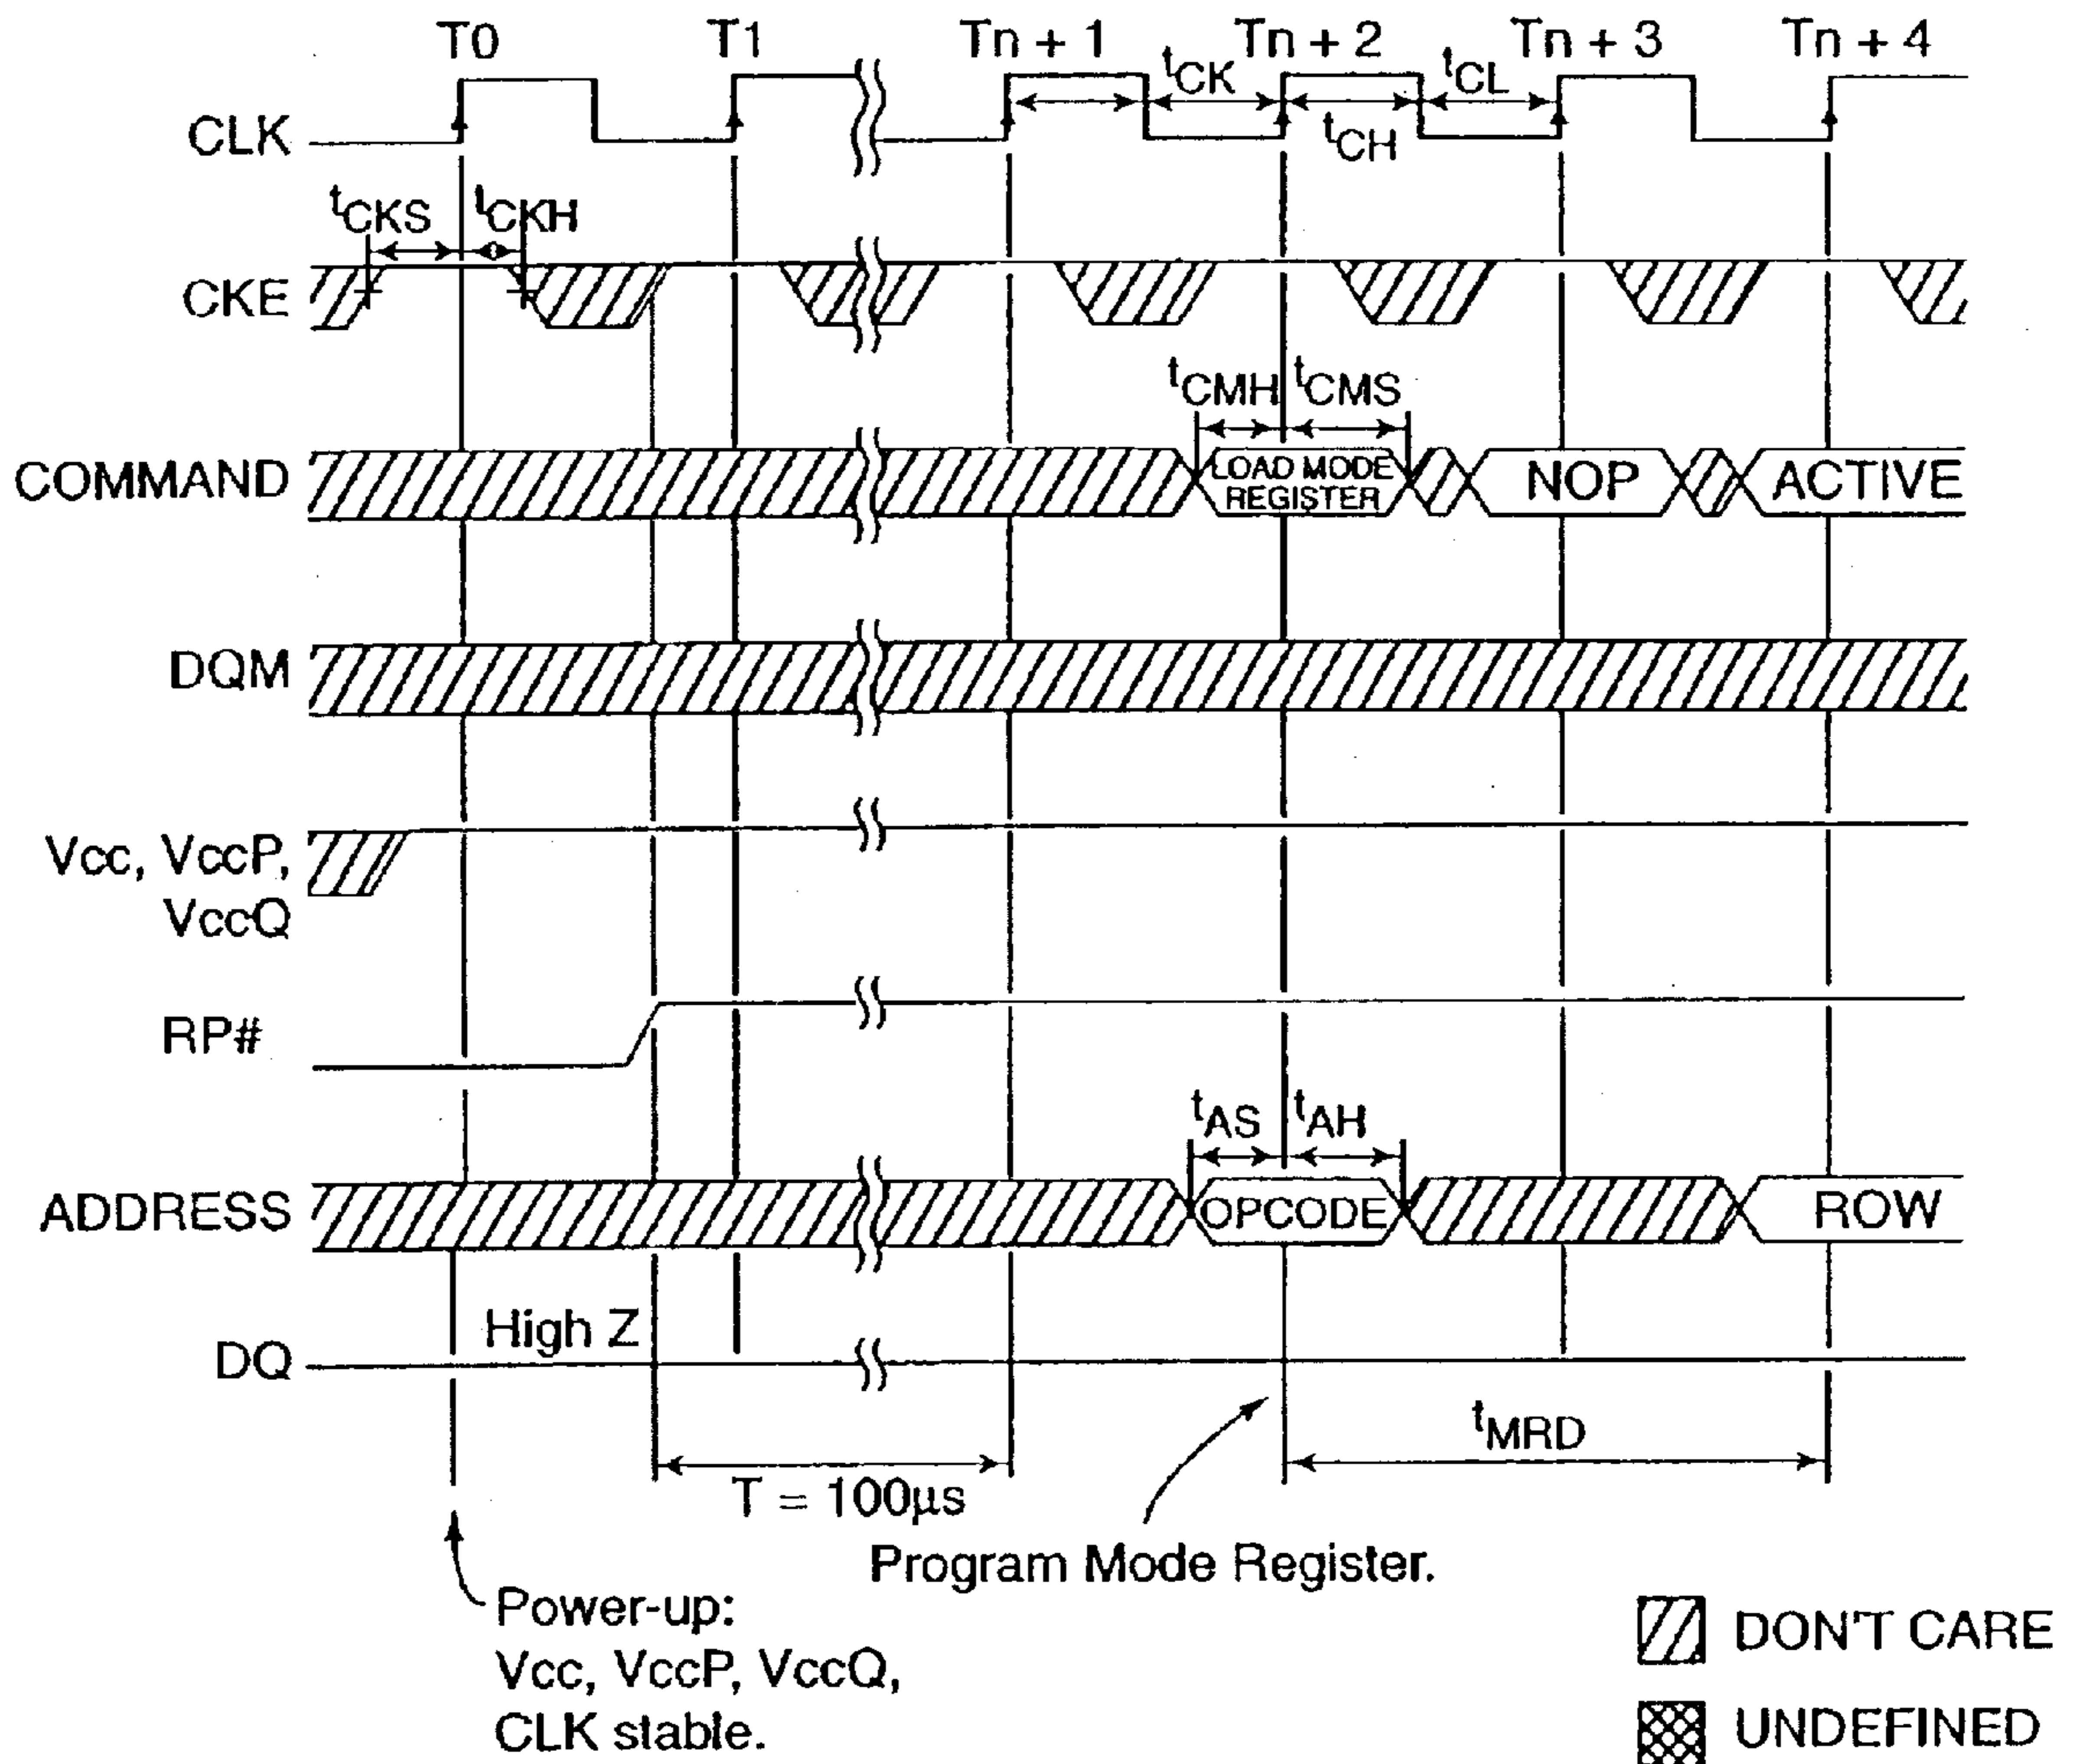 T0 T1 Tn + 1 Tn + 2 Tn + 3 Tn + 4
tCK tCL
CLK
tCH
tCKS tCKH
CKE
tCMH tCMS
COMMAND LOAD MODE REGISTER NOP ACTIVE
DQM
Vcc, VccP,
VccQ
RP#
tAS tAH
ADDRESS OPCODE ROW
High Z
DQ
tMRD
T = 100µs
Program Mode Register.
Power-up:
Vcc, VccP, VccQ,
CLK stable.
DON'T CARE
UNDEFINED